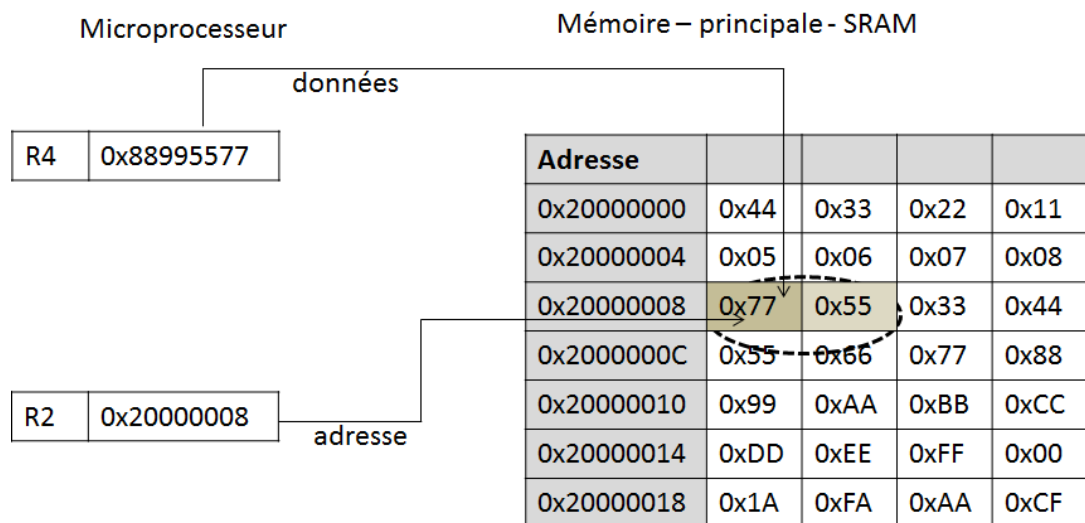 Microprocesseur
Mémoire – principale - SRAM
données
R4 0x88995577
Adresse
0x20000000 0x44 0x33 0x22 0x11
0x20000004 0x05 0x06 0x07 0x08
0x20000008 0x77 0x55 0x33 0x44
0x2000000C 0x55 0x66 0x77 0x88
R2 0x20000008
adresse
0x20000010 0x99 0xAA 0xBB 0xCC
0x20000014 0xDD 0xEE 0xFF 0x00
0x20000018 0x1A 0xFA 0xAA 0xCF